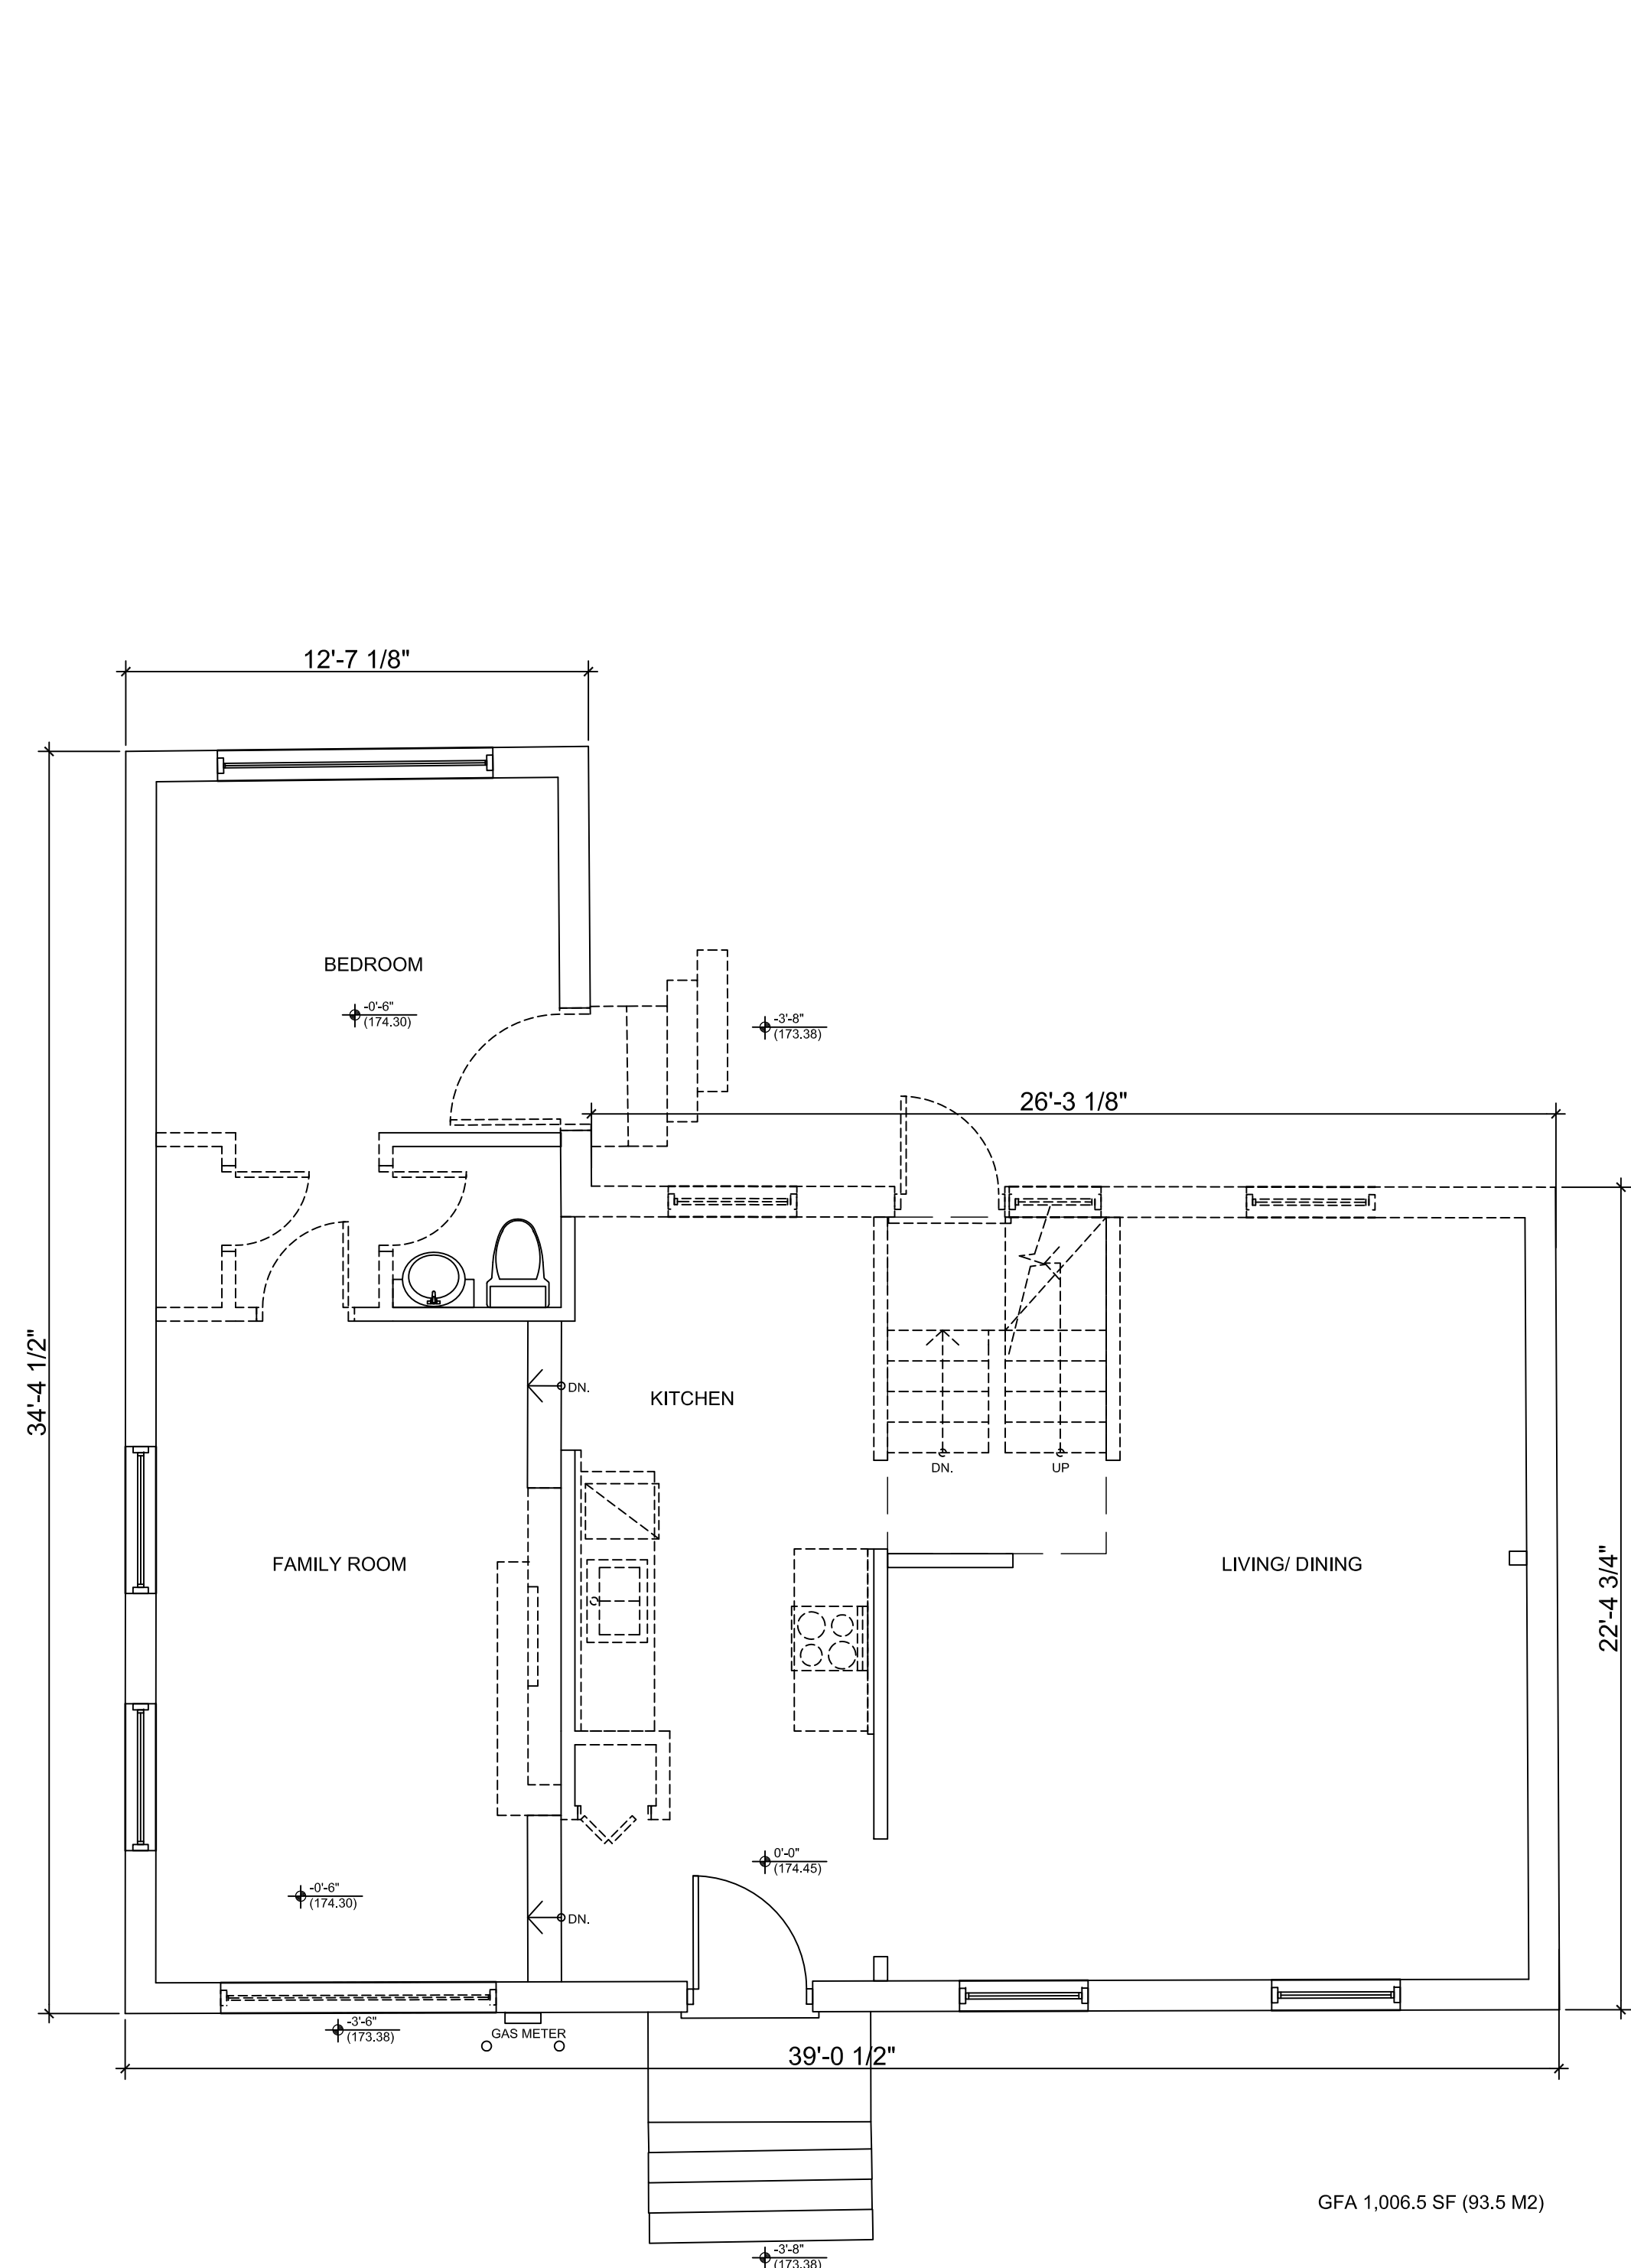 12'-7 1/8"
BEDROOM
-0'-6"
(174.30)
-3'-8"
(173.38)
26'-3 1/8"
34'-4 1/2"
DN.
KITCHEN
DN.
UP
FAMILY ROOM
LIVING/ DINING
22'-4 3/4"
0'-0"
(174.45)
-0'-6"
(174.30)
DN.
-3'-6"
(173.38)
GAS METER
39'-0 1/2"
GFA 1,006.5 SF (93.5 M2)
-3'-8"
(173.38)